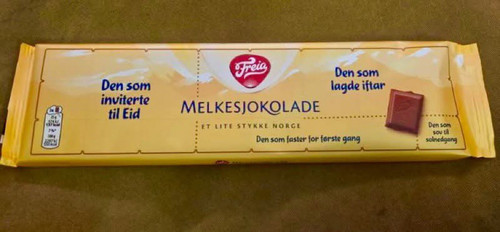 Den som
inviterte
til Eid
Freia
Den som
lagde iftar
MELKESJOKOLADE
ET LITE STYKKE NORGE
Den som faster for første gang
Den som
sov til
solnedgang